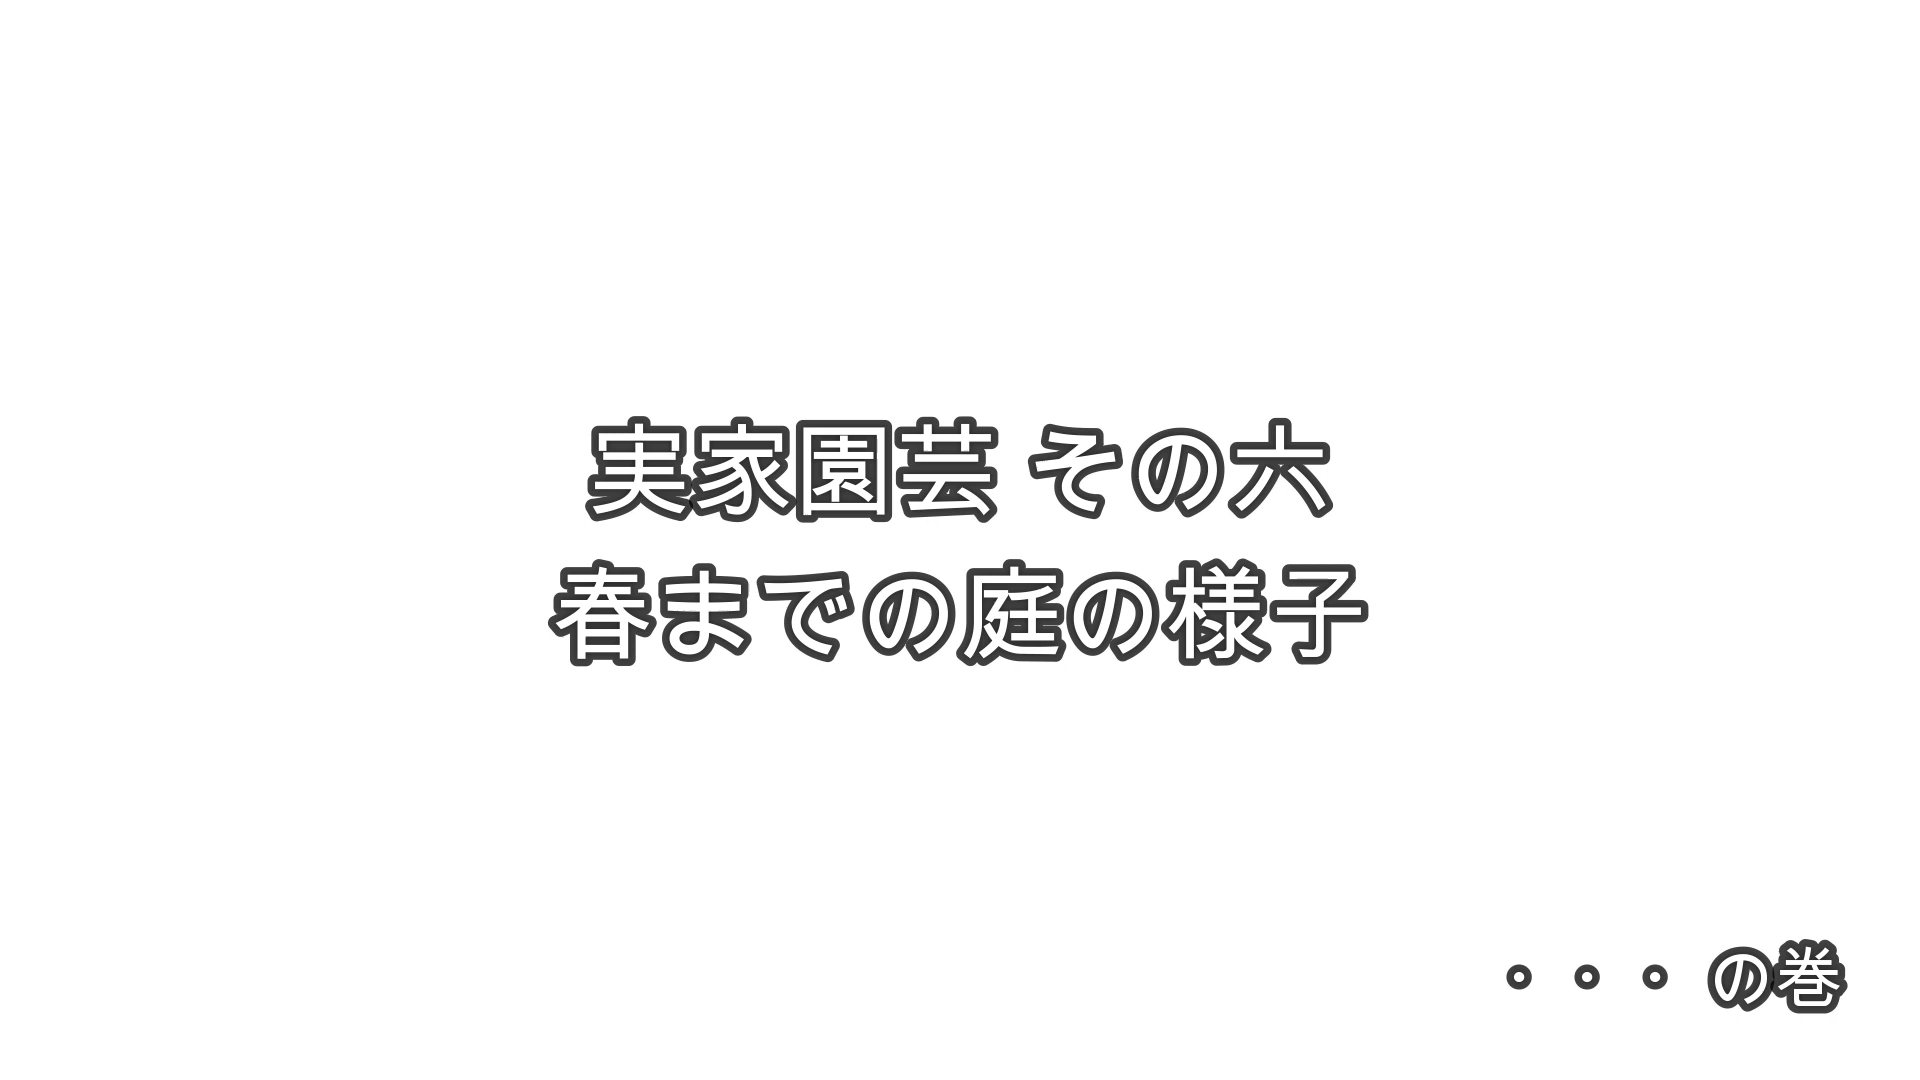 実家園芸 その六
春までの庭の様子
・・・の巻